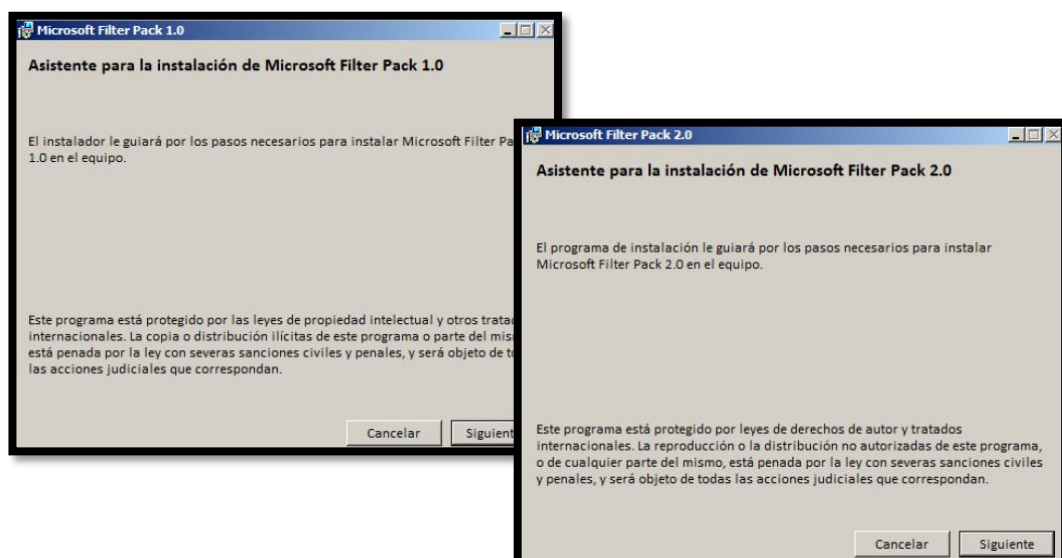 Microsoft Filter Pack 1.0
Asistente para la instalación de Microsoft Filter Pack 1.0
El instalador le guiará por los pasos necesarios para instalar Microsoft Filter
1.0 en el equipo.
Este programa está protegido por las leyes de propiedad intelectual y otros
internacionales. La copia o distribución ilícitas de este programa o parte del
está penada por la ley con severas sanciones civiles y penales, y será objeto de
las acciones judiciales que correspondan.
Cancelar
Microsoft Filter Pack 2.0
Asistente para la instalación de Microsoft Filter Pack 2.0
El programa de instalación le guiará por los pasos necesarios para instalar
Microsoft Filter Pack 2.0 en el equipo.
Este programa está protegido por leyes de derechos de autor y tratados
internacionales. La reproducción o la distribución no autorizadas de este programa,
o de cualquier parte del mismo, está penada por la ley con severas sanciones civiles
y penales, y será objeto de todas las acciones judiciales que correspondan.
Cancelar
Siguiente